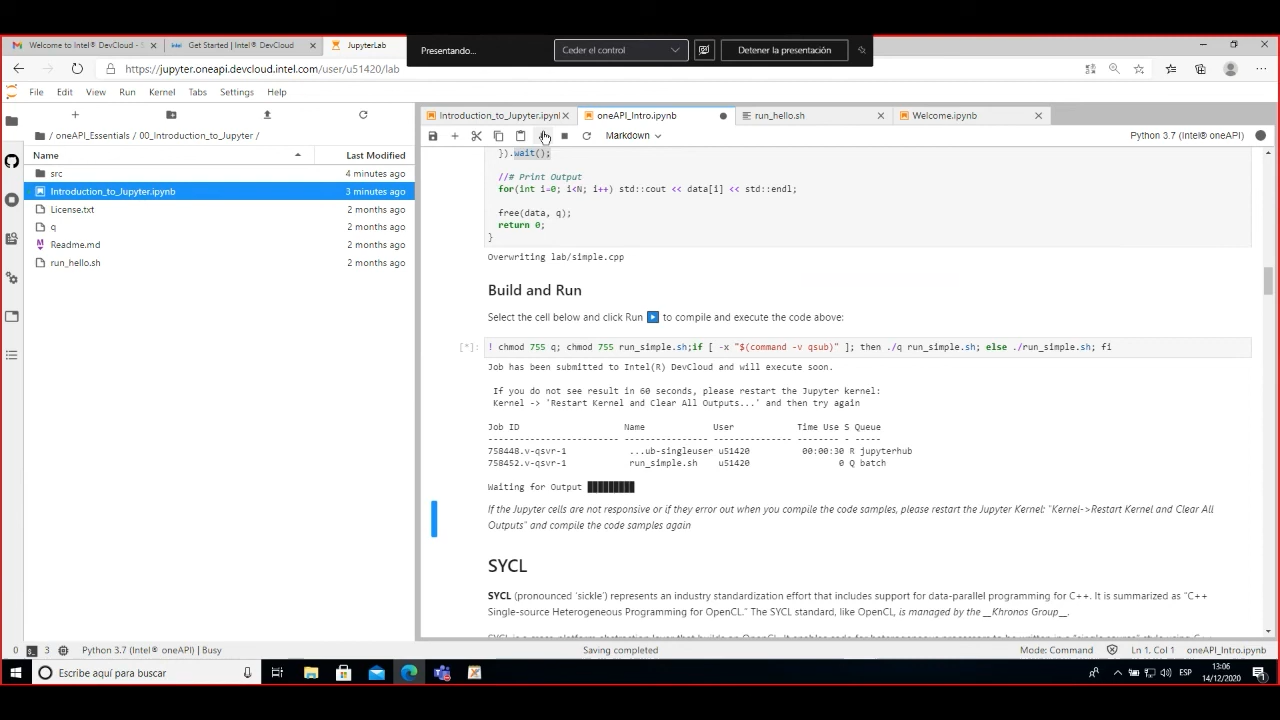 Welcome to Intel® DevCloud - S
Get Started | Intel® DevCloud
JupyterLab
Presentando...
Ceder el control
Detener la presentación
https://jupyter.oneapi.devcloud.intel.com/user/u51420/lab
File Edit View Run Kernel Tabs Settings Help
Introduction_to_Jupyter.ipynl
oneAPI_Intro.ipynb
run_hello.sh
Welcome.ipynb
Markdown
Python 3.7 (Intel® oneAPI)
/ oneAPI_Essentials / 00_Introduction_to_Jupyter /
Name Last Modified
src 4 minutes ago
Introduction_to_Jupyter.ipynb 3 minutes ago
License.txt 2 months ago
q 2 months ago
Readme.md 2 months ago
run_hello.sh 2 months ago
}).wait();
//# Print Output
for(int i=0; i<N; i++) std::cout << data[i] << std::endl;
free(data, q);
return 0;
}
Overwriting lab/simple.cpp
Build and Run
Select the cell below and click Run to compile and execute the code above:
[*]: ! chmod 755 q; chmod 755 run_simple.sh;if [ -x "$(command -v qsub)" ]; then ./q run_simple.sh; else ./run_simple.sh; fi
Job has been submitted to Intel(R) DevCloud and will execute soon.
If you do not see result in 60 seconds, please restart the Jupyter kernel:
Kernel -> 'Restart Kernel and Clear All Outputs...' and then try again
Job ID Name User Time Use S Queue
------------------------- ---------------- --------------- -------- - -----
758448.v-qsvr-1 ...ub-singleuser u51420 00:00:30 R jupyterhub
758452.v-qsvr-1 run_simple.sh u51420 0 Q batch
Waiting for Output █████████
If the Jupyter cells are not responsive or if they error out when you compile the code samples, please restart the Jupyter Kernel: "Kernel->Restart Kernel and Clear All
Outputs" and compile the code samples again
SYCL
SYCL (pronounced 'sickle') represents an industry standardization effort that includes support for data-parallel programming for C++. It is summarized as "C++
Single-source Heterogeneous Programming for OpenCL." The SYCL standard, like OpenCL, is managed by the __Khronos Group__.
0 3 Python 3.7 (Intel® oneAPI) | Busy
Saving completed
Mode: Command
Ln 1, Col 1
oneAPI_Intro.ipynb
Escribe aquí para buscar
ESP
13:06
14/12/2020